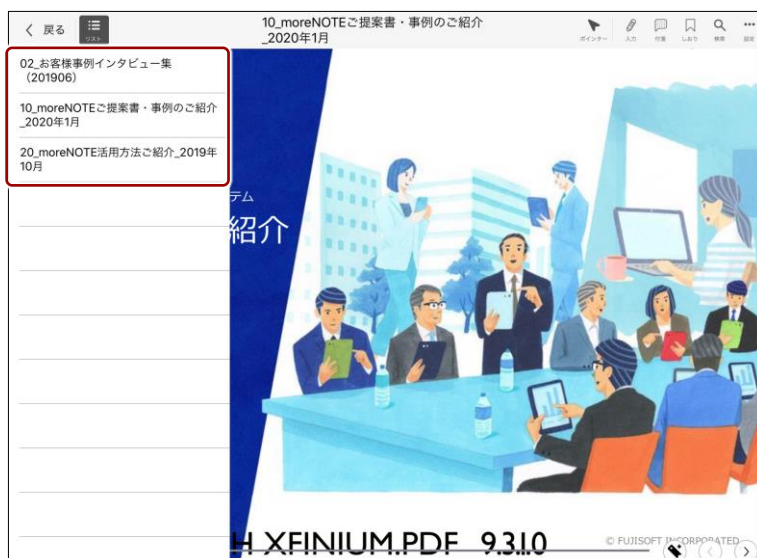 戻る
リスト
10_moreNOTEご提案書・事例のご紹介
_2020年1月
ポインター
入力
付箋
しおり
検索
設定
02_お客様事例インタビュー集
（201906）
10_moreNOTEご提案書・事例のご紹介
_2020年1月
20_moreNOTE活用方法ご紹介_2019年
10月
テム
紹介
H XFINIUM.PDF 9.3.1.0
© FUJISOFT INCORPORATED